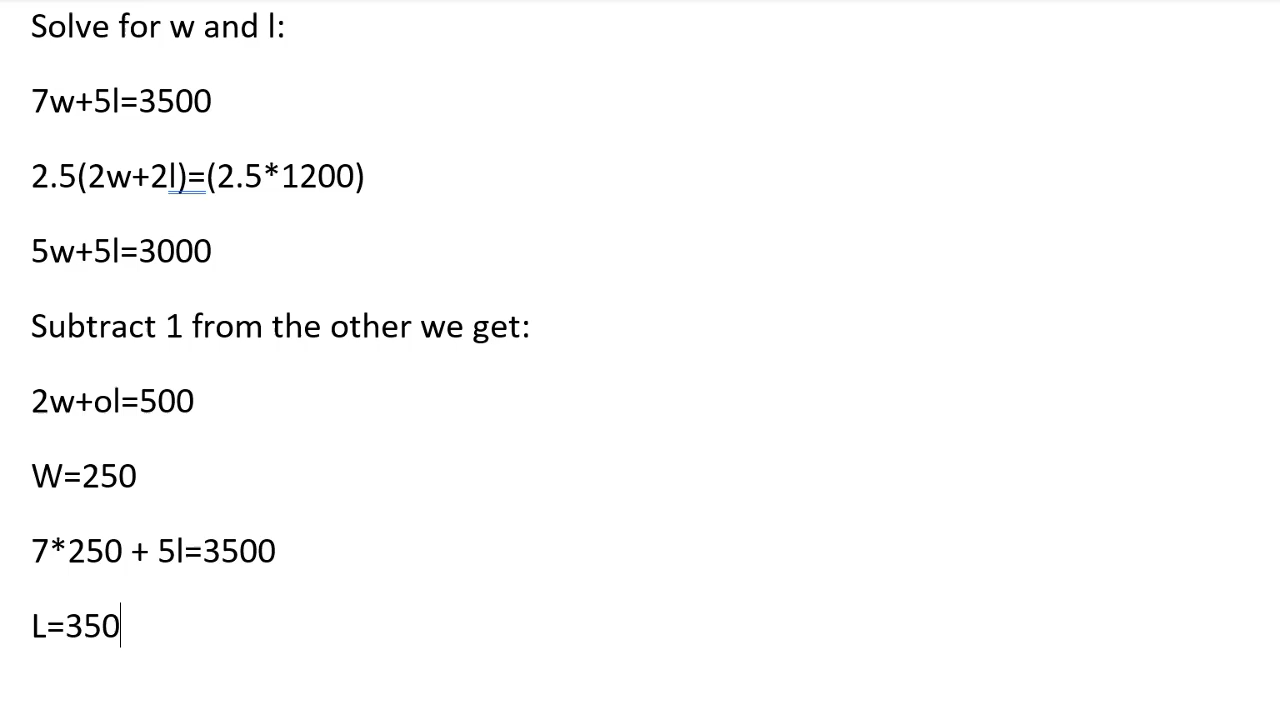 Solve for w and l:
7w+5l=3500
2.5(2w+2l)=(2.5*1200)
5w+5l=3000
Subtract 1 from the other we get:
2w+ol=500
W=250
7*250 + 5l=3500
L=350